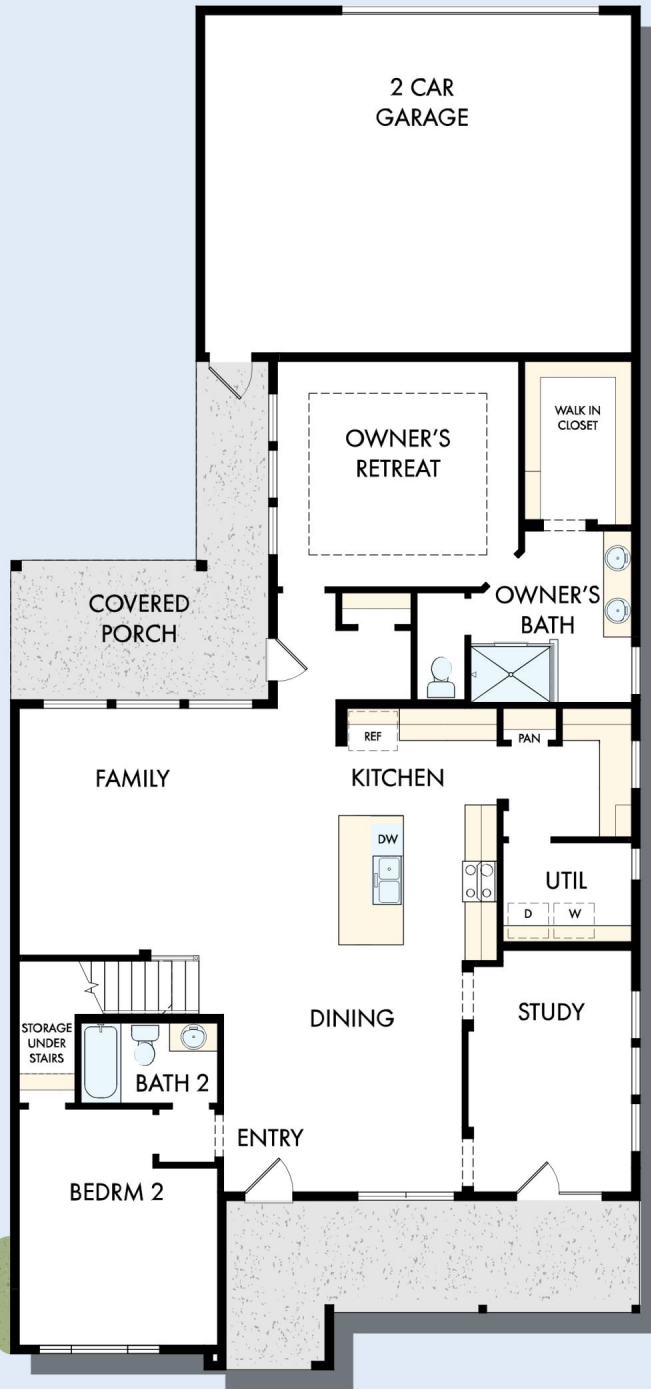 2 CAR
GARAGE
WALK IN
CLOSET
OWNER'S
RETREAT
OWNER'S
BATH
COVERED
PORCH
REF
PAN
FAMILY
KITCHEN
DW
UTIL
D
W
DINING
STUDY
STORAGE
UNDER
STAIRS
BATH 2
ENTRY
BEDRM 2